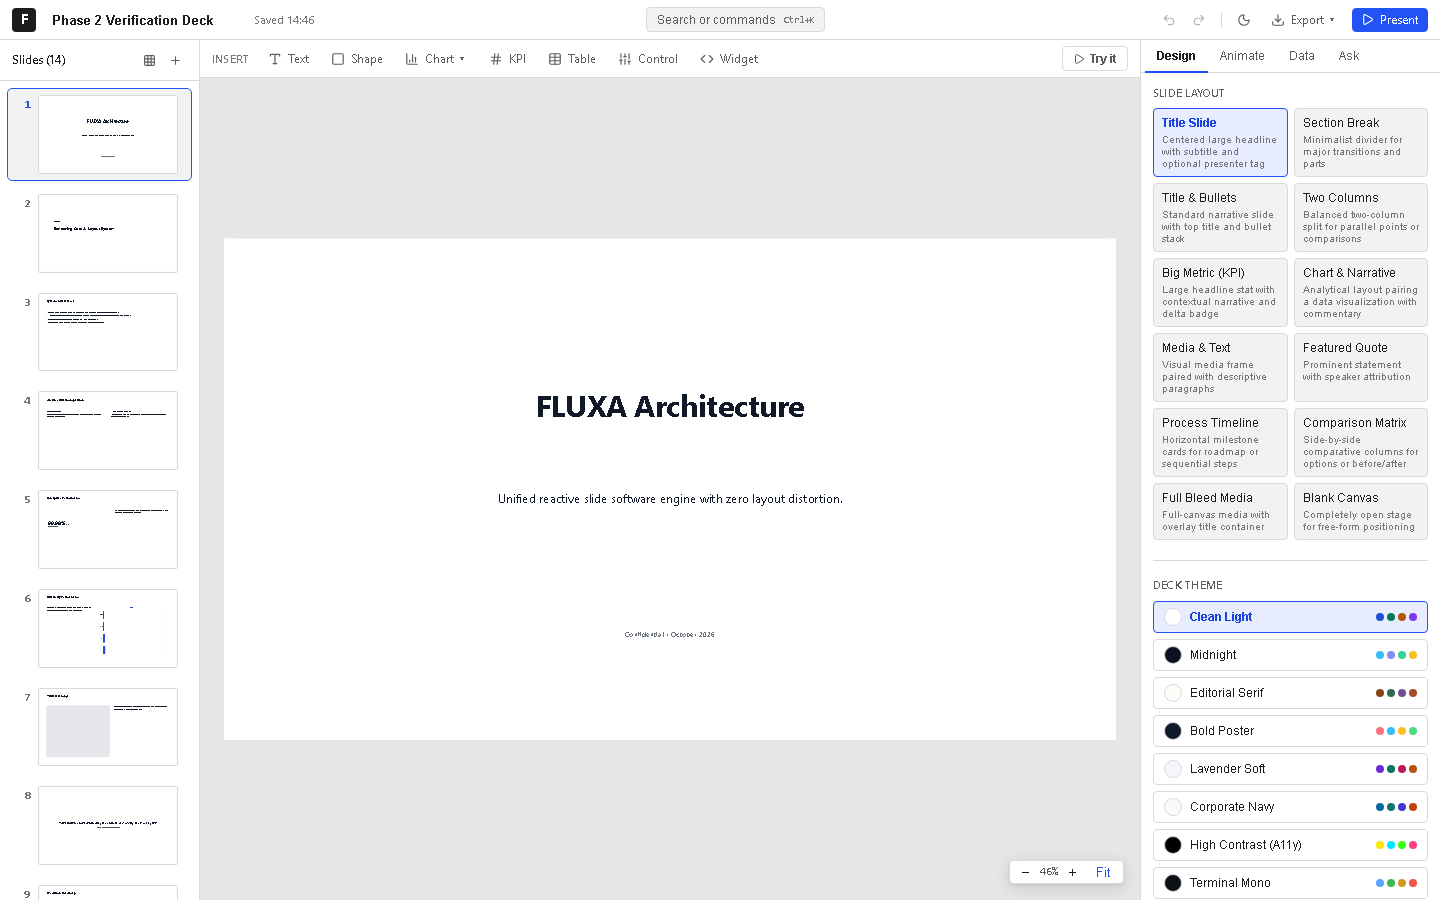 F
Phase 2 Verification Deck
Saved 14:46
Search or commands Ctrl+K
Export
Present
Slides (14)
INSERT
Text
Shape
Chart
KPI
Table
Control
Widget
Try it
Design
Animate
Data
Ask
1
FLUXA Architecture
2
3
4
5
6
7
8
9
FLUXA Architecture
Unified reactive slide software engine with zero layout distortion.
Confidential • October 2026
− 46% + Fit
SLIDE LAYOUT
Title Slide
Centered large headline
with subtitle and
optional presenter tag
Section Break
Minimalist divider for
major transitions and
parts
Title & Bullets
Standard narrative slide
with top title and bullet
stack
Two Columns
Balanced two-column
split for parallel points or
comparisons
Big Metric (KPI)
Large headline stat with
contextual narrative and
delta badge
Chart & Narrative
Analytical layout pairing
a data visualization with
commentary
Media & Text
Visual media frame
paired with descriptive
paragraphs
Featured Quote
Prominent statement
with speaker attribution
Process Timeline
Horizontal milestone
cards for roadmap or
sequential steps
Comparison Matrix
Side-by-side
comparative columns for
options or before/after
Full Bleed Media
Full-canvas media with
overlay title container
Blank Canvas
Completely open stage
for free-form positioning
DECK THEME
Clean Light
Midnight
Editorial Serif
Bold Poster
Lavender Soft
Corporate Navy
High Contrast (A11y)
Terminal Mono